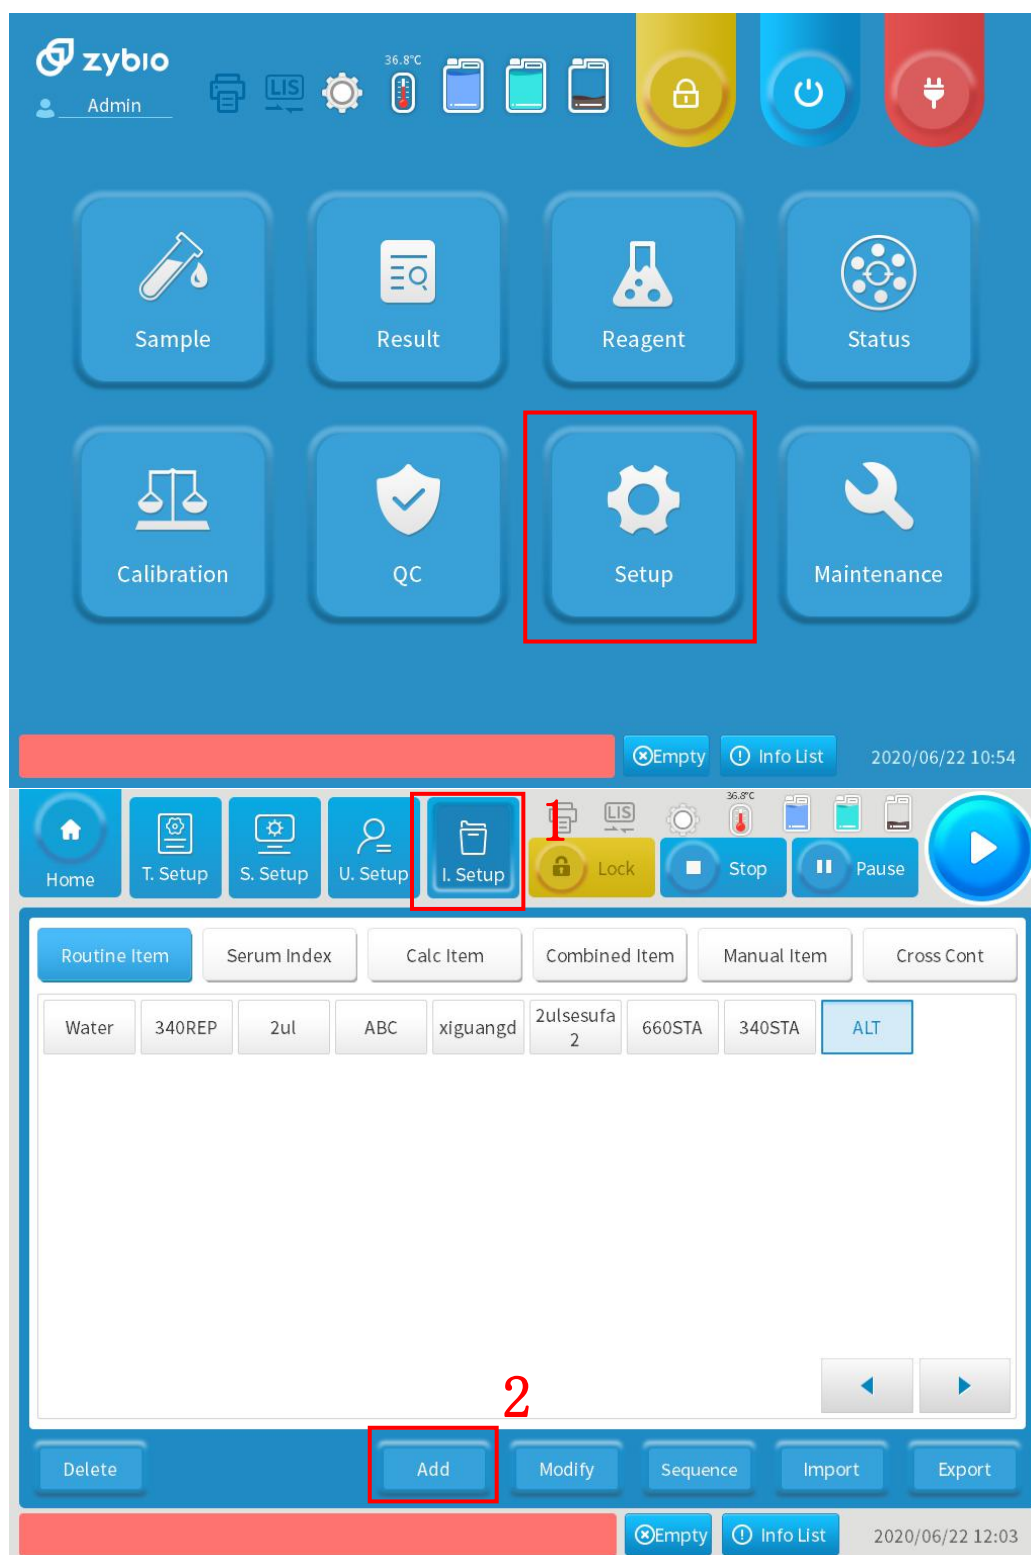 zybio
36.8℃
LIS
Admin
Sample
Result
Reagent
Status
Calibration
QC
Setup
Maintenance
Empty
Info List
2020/06/22 10:54
1
36.8℃
LIS
Home
T. Setup
S. Setup
U. Setup
I. Setup
Lock
Stop
Pause
Routine Item
Serum Index
Calc Item
Combined Item
Manual Item
Cross Cont
Water
340REP
2ul
ABC
xiguangd
2ulsesufa
2
660STA
340STA
ALT
2
Delete
Add
Modify
Sequence
Import
Export
Empty
Info List
2020/06/22 12:03